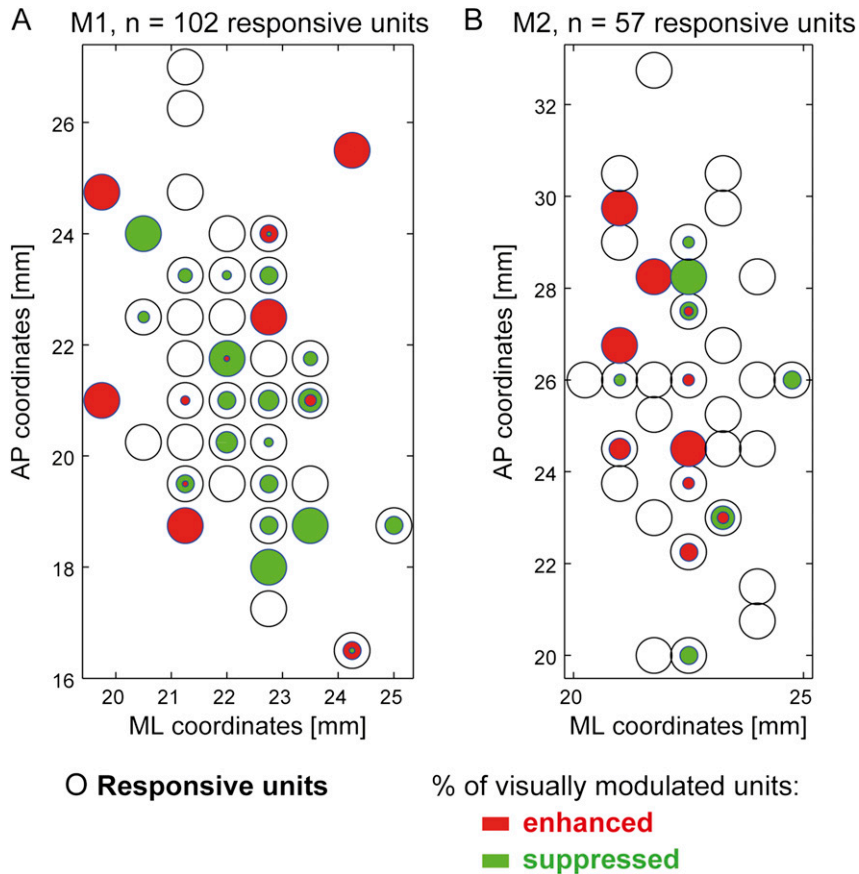 A M1, n = 102 responsive units
B M2, n = 57 responsive units
AP coordinates [mm]
26
24
22
20
18
16
20 21 22 23 24 25
ML coordinates [mm]
AP coordinates [mm]
32
30
28
26
24
22
20
20 25
ML coordinates [mm]
Responsive units
% of visually modulated units:
enhanced
suppressed